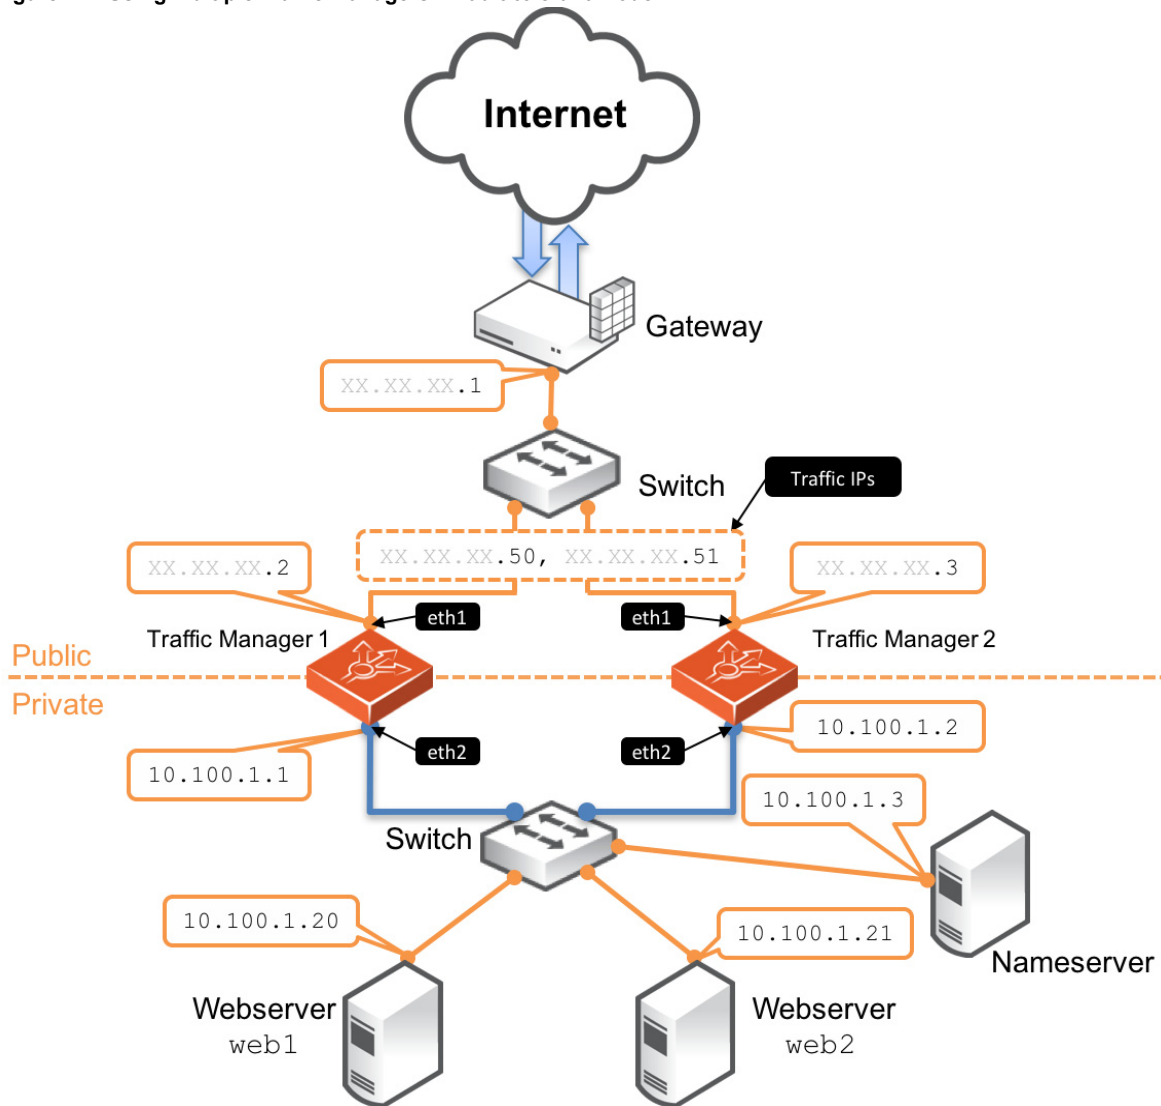 Internet
Gateway
XX.XX.XX.1
Switch
Traffic IPs
XX.XX.XX.50, XX.XX.XX.51
XX.XX.XX.2
XX.XX.XX.3
eth1
eth1
Traffic Manager 1
Traffic Manager 2
Public
Private
10.100.1.2
eth2
eth2
10.100.1.1
10.100.1.3
Switch
10.100.1.20
10.100.1.21
Nameserver
Webserver
web1
Webserver
web2